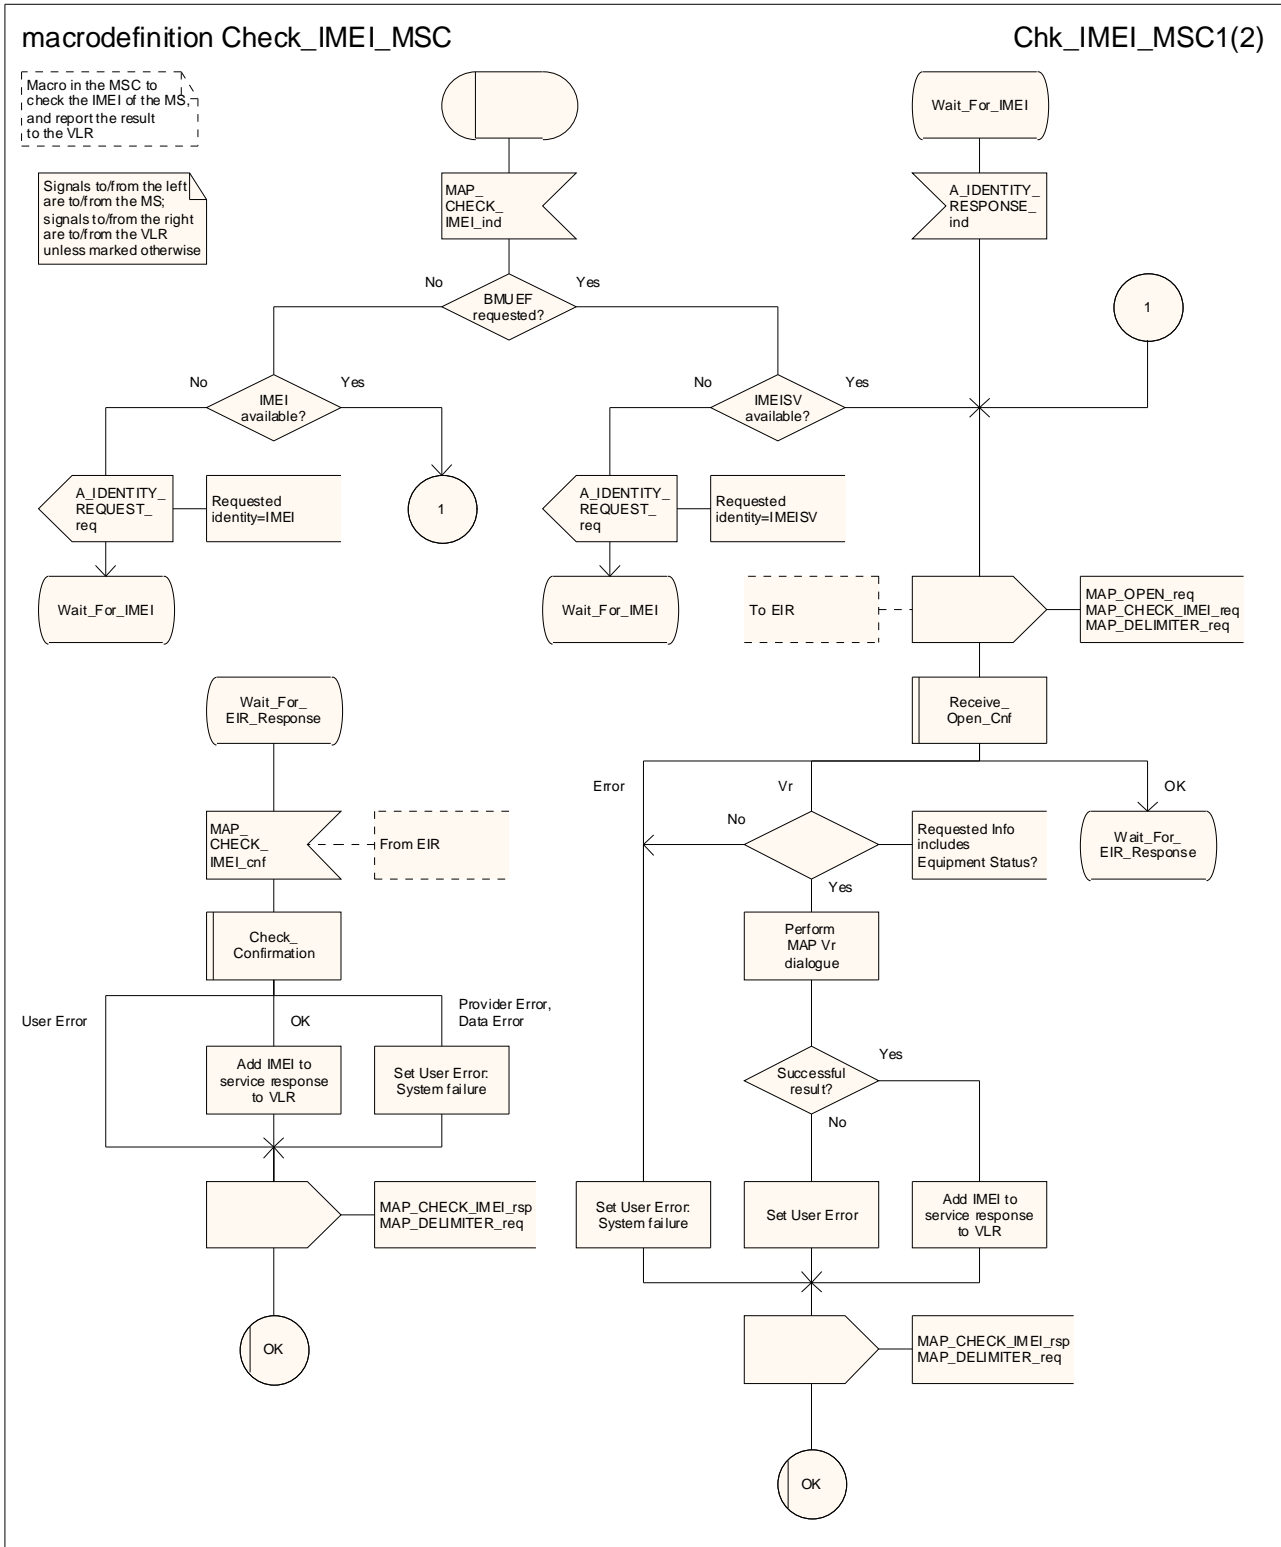 macrodefinition Check_IMEI_MSC
Chk_IMEI_MSC1(2)
Macro in the MSC to
check the IMEI of the MS,
and report the result
to the VLR
Signals to/from the left
are to/from the MS;
signals to/from the right
are to/from the VLR
unless marked otherwise
MAP_
CHECK_
IMEI_ind
Wait_For_IMEI
A_IDENTITY_
RESPONSE_
ind
No
Yes
BMUEF
requested?
1
No
Yes
IMEI
available?
No
Yes
IMEISV
available?
A_IDENTITY_
REQUEST_
req
Requested
identity=IMEI
1
A_IDENTITY_
REQUEST_
req
Requested
identity=IMEISV
Wait_For_IMEI
Wait_For_IMEI
To EIR
MAP_OPEN_req
MAP_CHECK_IMEI_req
MAP_DELIMITER_req
Wait_For_
EIR_Response
Receive_
Open_Cnf
Error
Vr
OK
MAP_
CHECK_
IMEI_cnf
From EIR
No
Requested Info
includes
Equipment Status?
Wait_For_
EIR_Response
Yes
Check_
Confirmation
Perform
MAP Vr
dialogue
User Error
OK
Provider Error,
Data Error
Add IMEI to
service response
to VLR
Set User Error:
System failure
Successful
result?
Yes
No
MAP_CHECK_IMEI_rsp
MAP_DELIMITER_req
Set User Error:
System failure
Set User Error
Add IMEI to
service response
to VLR
OK
MAP_CHECK_IMEI_rsp
MAP_DELIMITER_req
OK